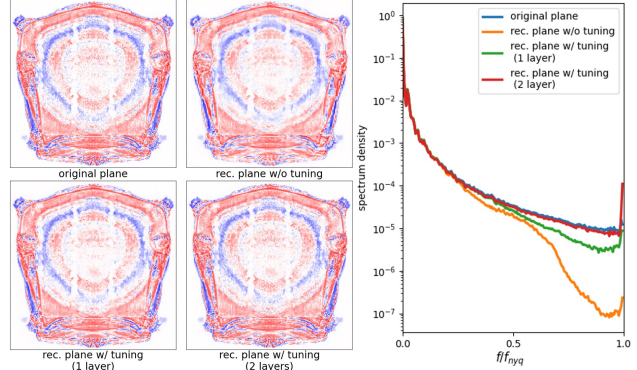 original plane
rec. plane w/o tuning
rec. plane w/ tuning
(1 layer)
rec. plane w/ tuning
(2 layers)
spectrum density
10⁰
10⁻¹
10⁻²
10⁻³
10⁻⁴
10⁻⁵
10⁻⁶
10⁻⁷
original plane
rec. plane w/o tuning
rec. plane w/ tuning
(1 layer)
rec. plane w/ tuning
(2 layer)
0.0 0.5 1.0
f/f_nyq